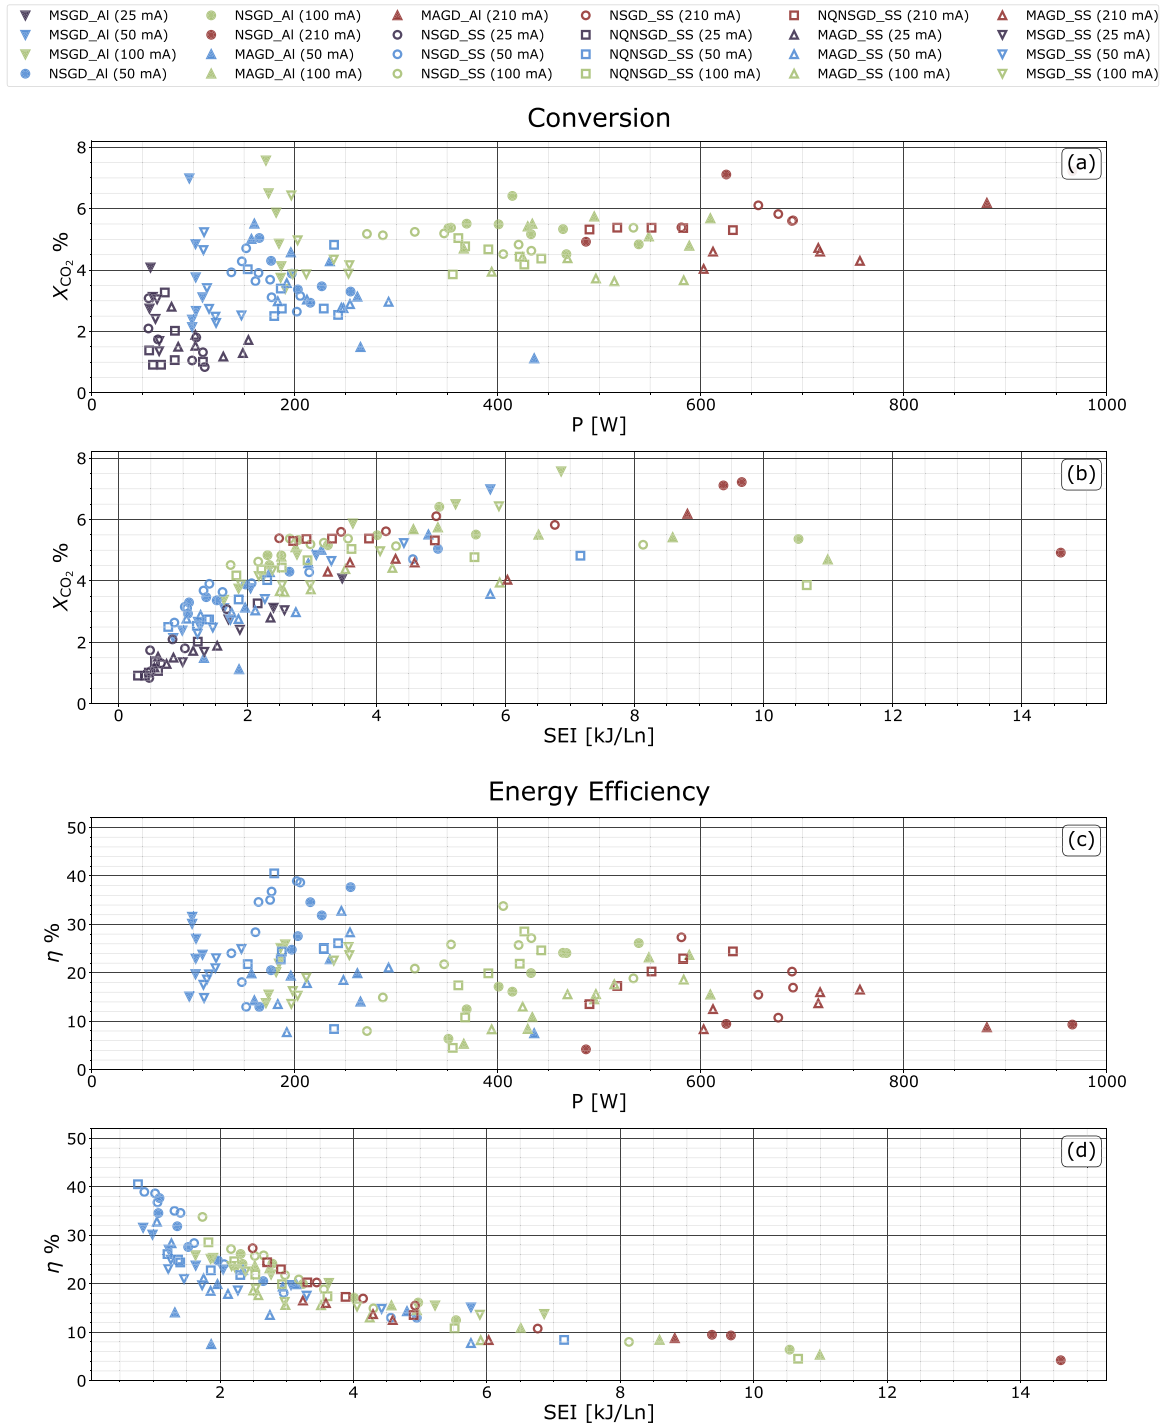 MSGD_Al (25 mA) NSGD_Al (100 mA) MAGD_Al (210 mA) NSGD_SS (210 mA) NQNSGD_SS (210 mA) MAGD_SS (210 mA)
MSGD_Al (50 mA) NSGD_Al (210 mA) NSGD_SS (25 mA) NQNSGD_SS (25 mA) MAGD_SS (25 mA) MSGD_SS (25 mA)
MSGD_Al (100 mA) MAGD_Al (50 mA) NSGD_SS (50 mA) NQNSGD_SS (50 mA) MAGD_SS (50 mA) MSGD_SS (50 mA)
NSGD_Al (50 mA) MAGD_Al (100 mA) NSGD_SS (100 mA) NQNSGD_SS (100 mA) MAGD_SS (100 mA) MSGD_SS (100 mA)
Conversion
(a)
X_CO2 %
8
6
4
2
0
0 200 400 600 800 1000
P [W]
(b)
X_CO2 %
8
6
4
2
0
0 2 4 6 8 10 12 14
SEI [kJ/Ln]
Energy Efficiency
(c)
η %
50
40
30
20
10
0
0 200 400 600 800 1000
P [W]
(d)
η %
50
40
30
20
10
0
2 4 6 8 10 12 14
SEI [kJ/Ln]